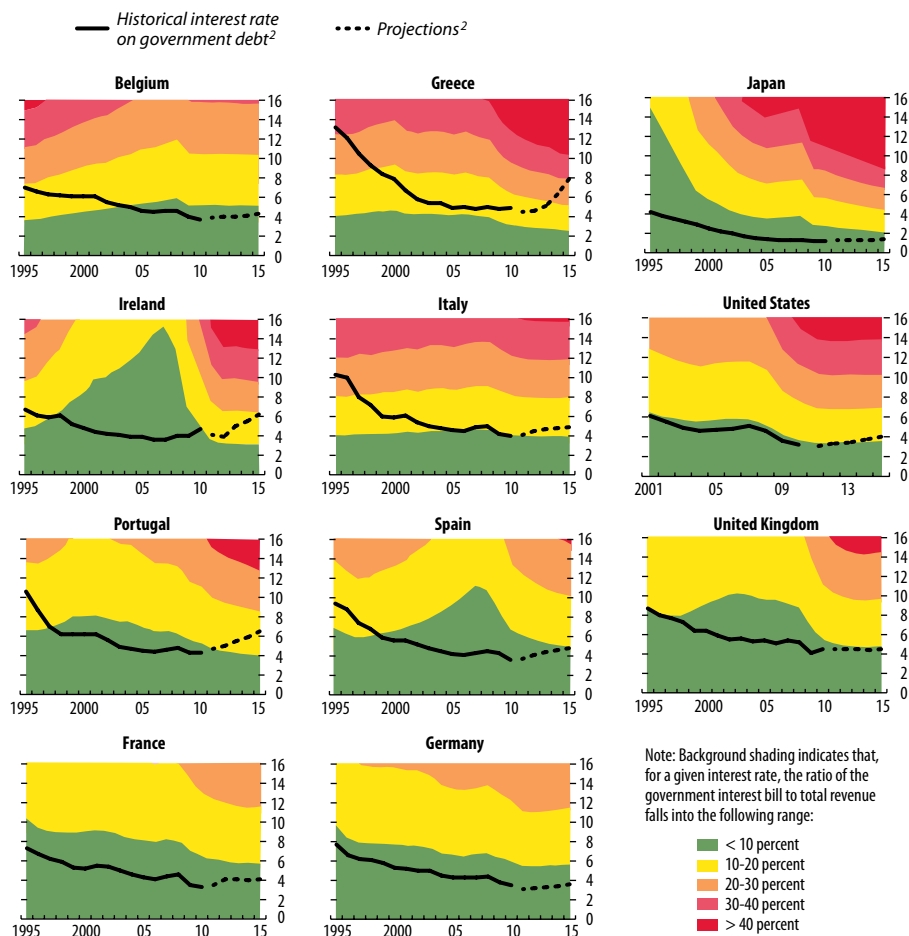 Historical interest rate
on government debt2
Projections2
Belgium
16
14
12
10
8
6
4
2
0
1995 2000 05 10 15
Greece
16
14
12
10
8
6
4
2
0
1995 2000 05 10 15
Japan
16
14
12
10
8
6
4
2
0
1995 2000 05 10 15
Ireland
16
14
12
10
8
6
4
2
0
1995 2000 05 10 15
Italy
16
14
12
10
8
6
4
2
0
1995 2000 05 10 15
United States
16
14
12
10
8
6
4
2
0
2001 05 09 13
Portugal
16
14
12
10
8
6
4
2
0
1995 2000 05 10 15
Spain
16
14
12
10
8
6
4
2
0
1995 2000 05 10 15
United Kingdom
16
14
12
10
8
6
4
2
0
1995 2000 05 10 15
France
16
14
12
10
8
6
4
2
0
1995 2000 05 10 15
Germany
16
14
12
10
8
6
4
2
0
1995 2000 05 10 15
Note: Background shading indicates that,
for a given interest rate, the ratio of the
government interest bill to total revenue
falls into the following range:
< 10 percent
10-20 percent
20-30 percent
30-40 percent
> 40 percent